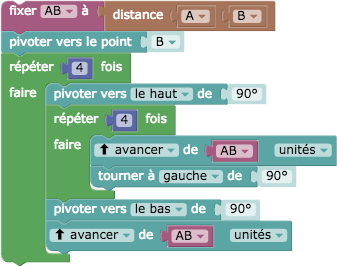 fixer AB à distance A B
pivoter vers le point B
répéter 4 fois
faire pivoter vers le haut de 90°
répéter 4 fois
faire avancer de AB unités
tourner à gauche de 90°
pivoter vers le bas de 90°
avancer de AB unités